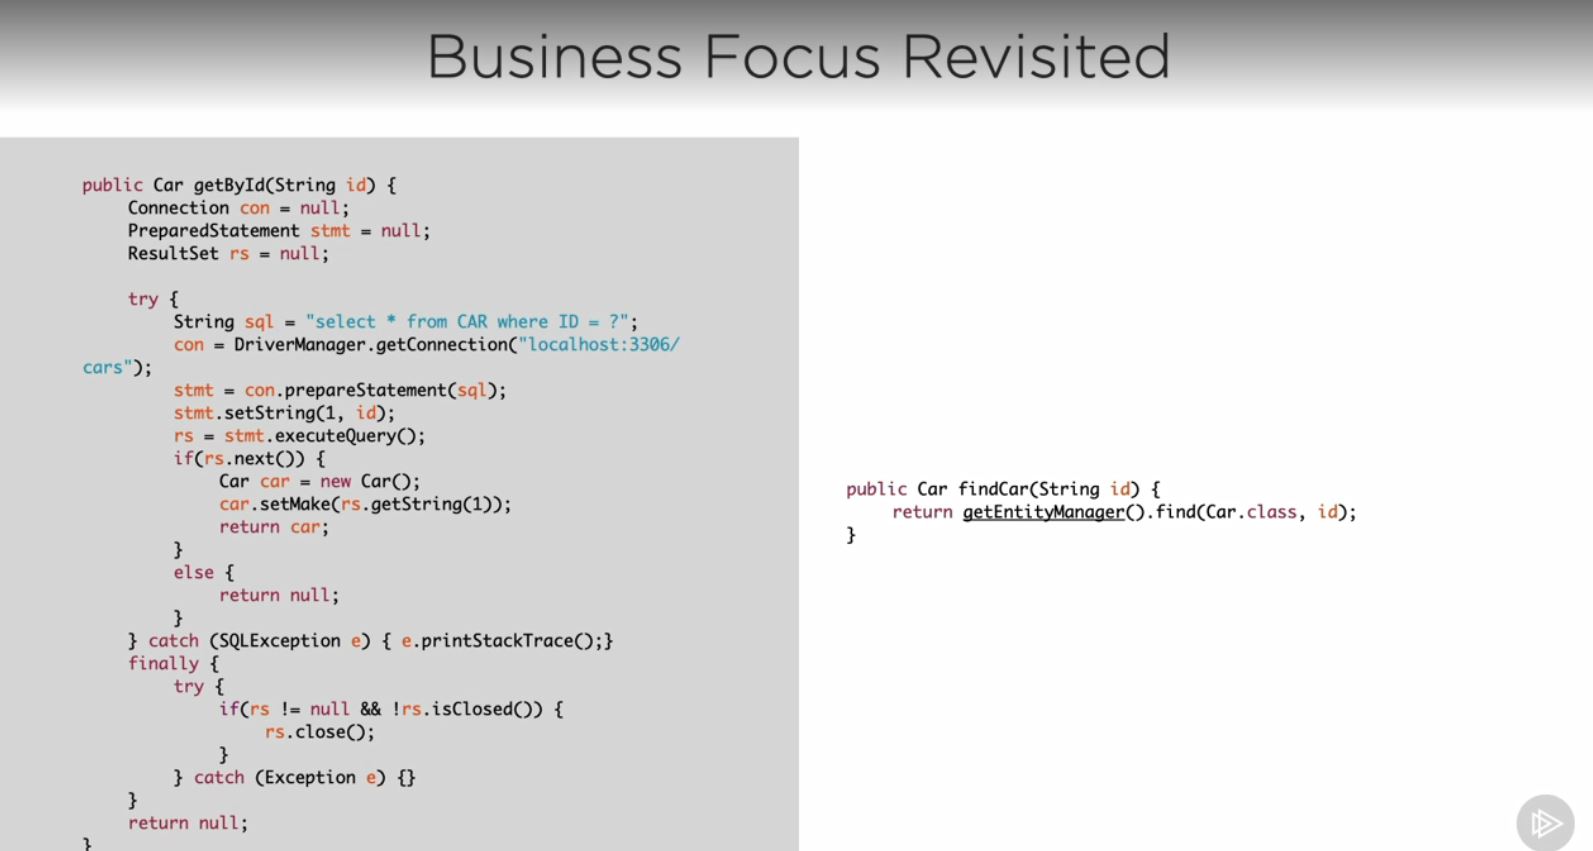 Business Focus Revisited
public Car getById(String id) {
Connection con = null;
PreparedStatement stmt = null;
ResultSet rs = null;
try {
String sql = "select * from CAR where ID = ?";
con = DriverManager.getConnection("localhost:3306/
cars");
stmt = con.prepareStatement(sql);
stmt.setString(1, id);
rs = stmt.executeQuery();
if(rs.next()) {
Car car = new Car();
car.setMake(rs.getString(1));
return car;
}
else {
return null;
}
} catch (SQLException e) { e.printStackTrace();}
finally {
try {
if(rs != null && !rs.isClosed()) {
rs.close();
}
} catch (Exception e) {}
}
return null;
}
public Car findCar(String id) {
return getEntityManager().find(Car.class, id);
}